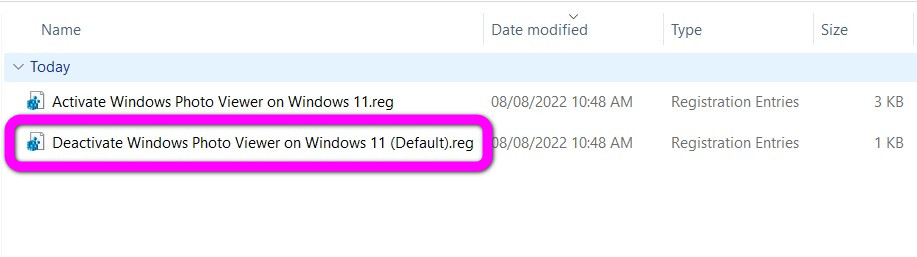 Name Date modified Type Size
Today
Activate Windows Photo Viewer on Windows 11.reg 08/08/2022 10:48 AM Registration Entries 3 KB
Deactivate Windows Photo Viewer on Windows 11 (Default).reg 08/08/2022 10:48 AM Registration Entries 1 KB